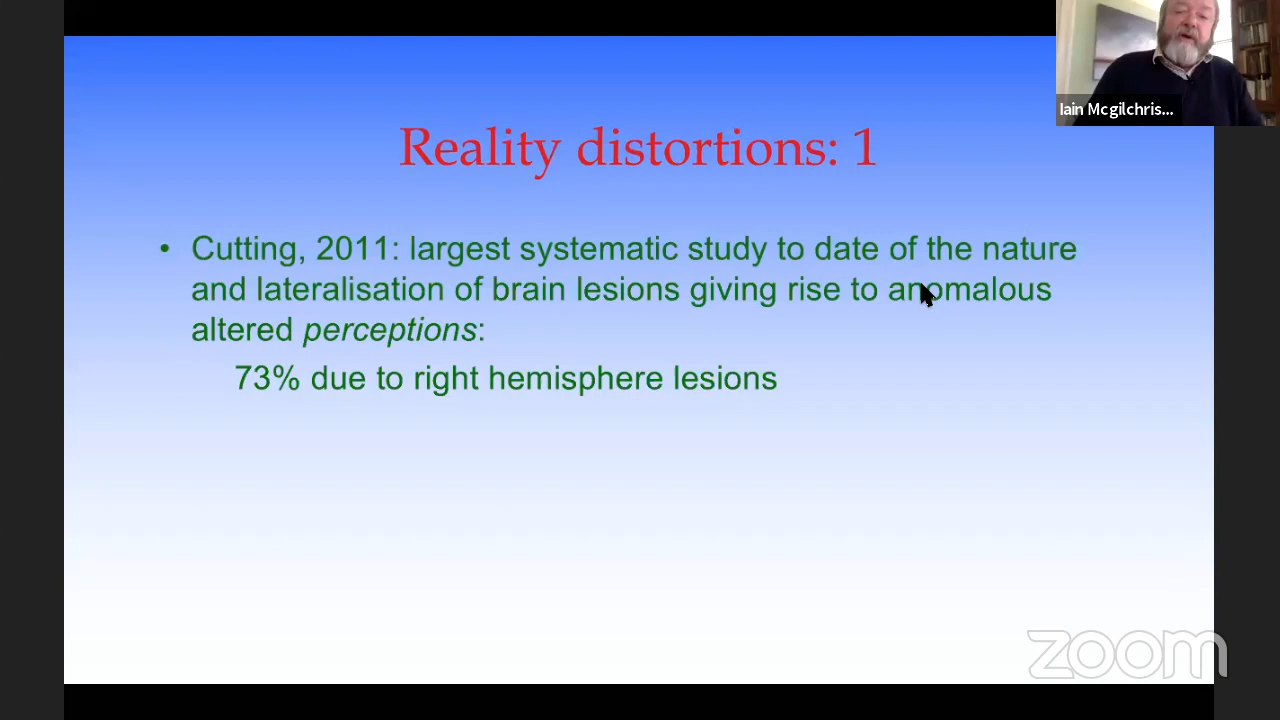 Iain Mcgilchris...
Reality distortions: 1
• Cutting, 2011: largest systematic study to date of the nature
and lateralisation of brain lesions giving rise to anomalous
altered perceptions:
73% due to right hemisphere lesions
zoom